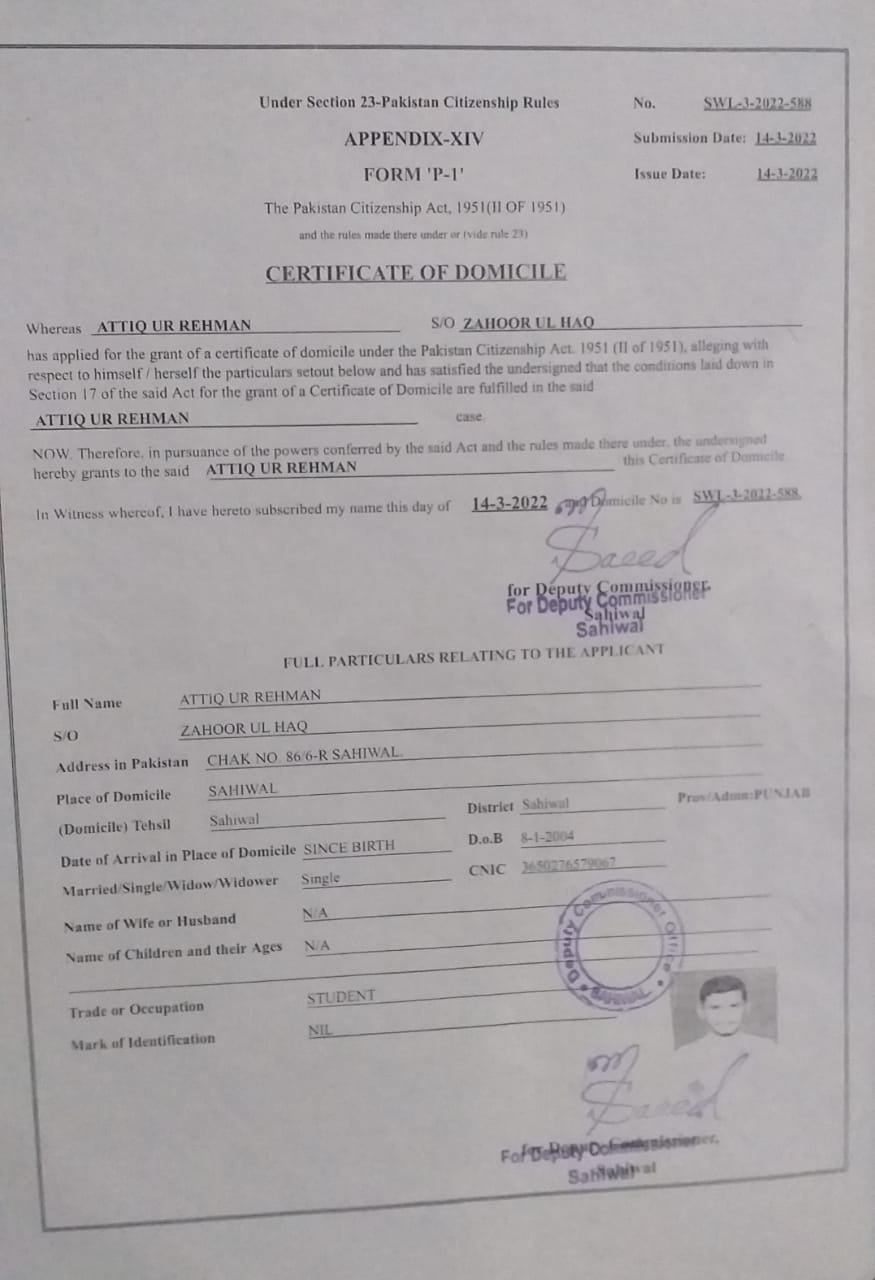 Under Section 23-Pakistan Citizenship Rules
No. SWL-3-2022-588
APPENDIX-XIV
Submission Date: 14-3-2022
FORM 'P-1'
Issue Date: 14-3-2022
The Pakistan Citizenship Act, 1951(II OF 1951)
and the rules made there under or (vide rule 23)
CERTIFICATE OF DOMICILE
Whereas ATTIQ UR REHMAN S/O ZAHOOR UL HAQ
has applied for the grant of a certificate of domicile under the Pakistan Citizenship Act. 1951 (II of 1951), alleging with
respect to himself / herself the particulars setout below and has satisfied the undersigned that the conditions laid down in
Section 17 of the said Act for the grant of a Certificate of Domicile are fulfilled in the said
ATTIQ UR REHMAN case.
NOW. Therefore, in pursuance of the powers conferred by the said Act and the rules made there under, the undersigned
hereby grants to the said ATTIQ UR REHMAN this Certificate of Domicile
In Witness whereof, I have hereto subscribed my name this day of 14-3-2022 Domicile No is SWL-3-2022-588.
Saeed
for Deputy Commissioner,
For Deputy Commissioner
Sahiwal
Sahiwal
FULL PARTICULARS RELATING TO THE APPLICANT
Full Name ATTIQ UR REHMAN
S/O ZAHOOR UL HAQ
Address in Pakistan CHAK NO. 86/6-R SAHIWAL.
Place of Domicile SAHIWAL
(Domicile) Tehsil Sahiwal District Sahiwal Prov/Admn:PUNJAB
Date of Arrival in Place of Domicile SINCE BIRTH D.o.B 8-1-2004
Married/Single/Widow/Widower Single CNIC 3650276579067
Name of Wife or Husband N/A
Name of Children and their Ages N/A
Deputy Commissioner Office
SAHIWAL
Trade or Occupation STUDENT
Mark of Identification NIL
Saeed
For Deputy Commissioner,
Sahiwal